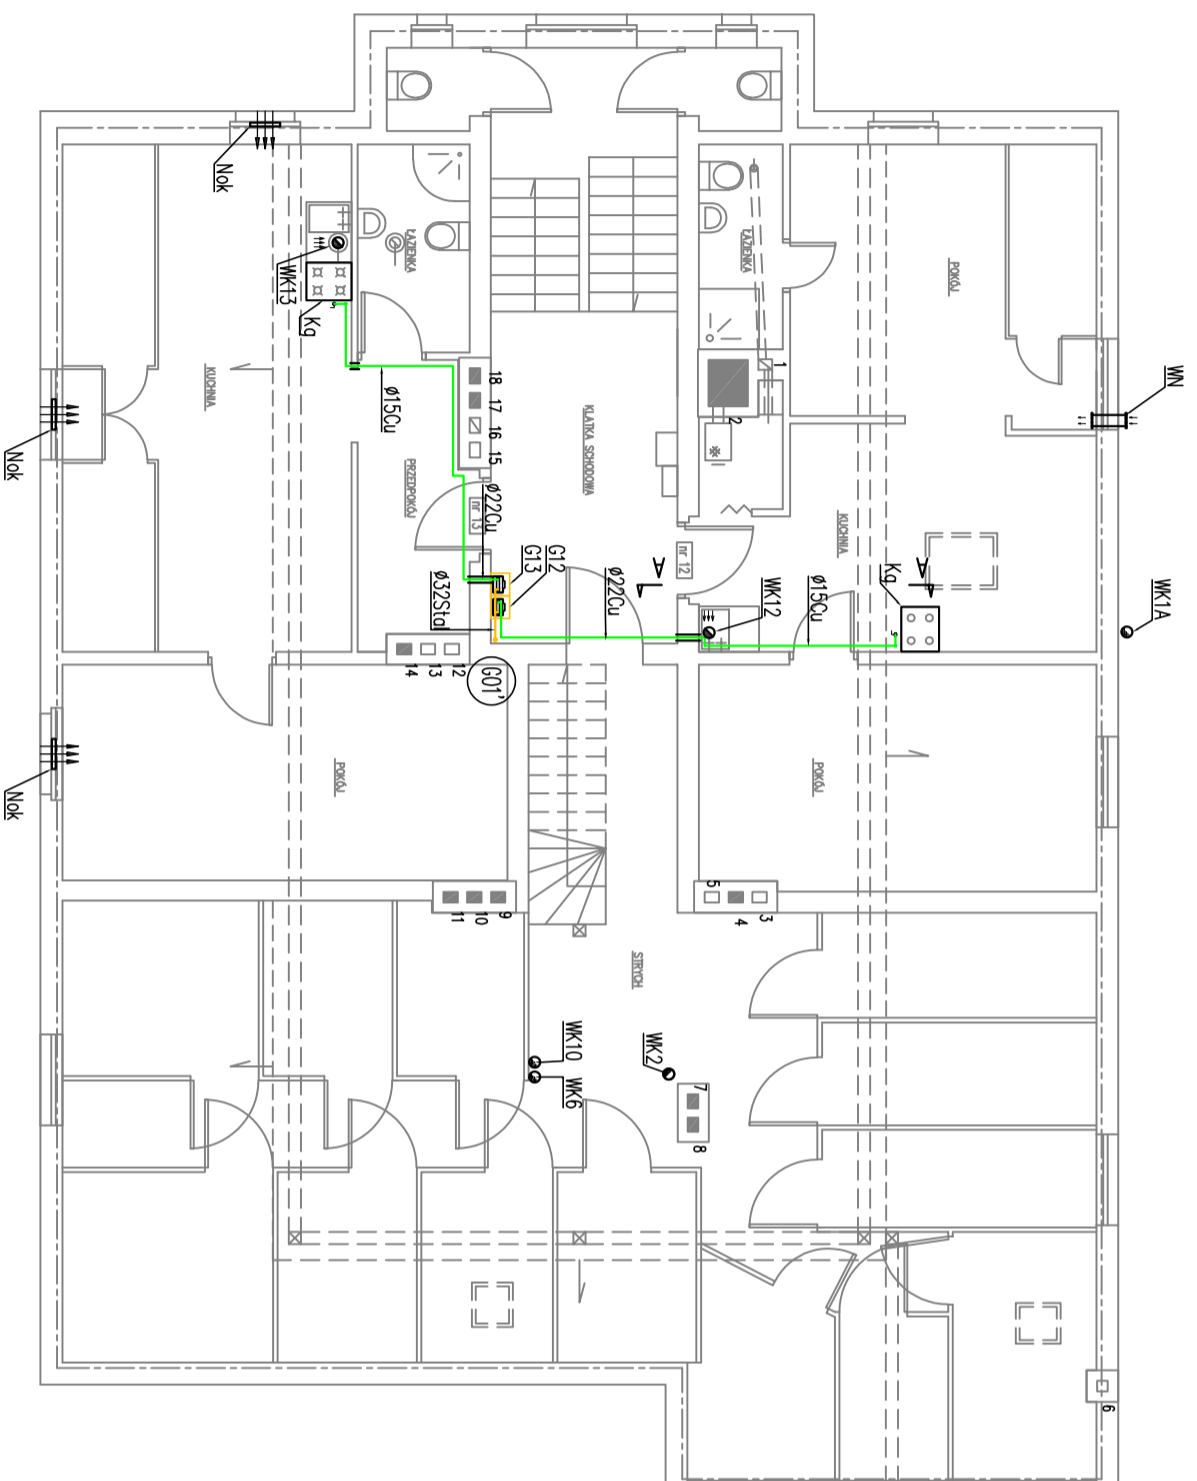 WN
WK1A
Nok
ŁAZIENKA
ŁAZIENKA
POKÓJ
WK13
Kg
KUCHNIA
Ø15Cu
18
17
16
15
1
2
KLATKA SCHODOWA
PRZEDPOKÓJ
nr 13
Ø22Cu
G13
G12
Ø32Stal
Ø22Cu
nr 12
A
WK12
Ø15Cu
KUCHNIA
Kg
A
Nok
12
13
14
G01'
POKÓJ
POKÓJ
Nok
5
4
3
9
10
11
STRYCH
WK10
WK6
WK2
7
8
6